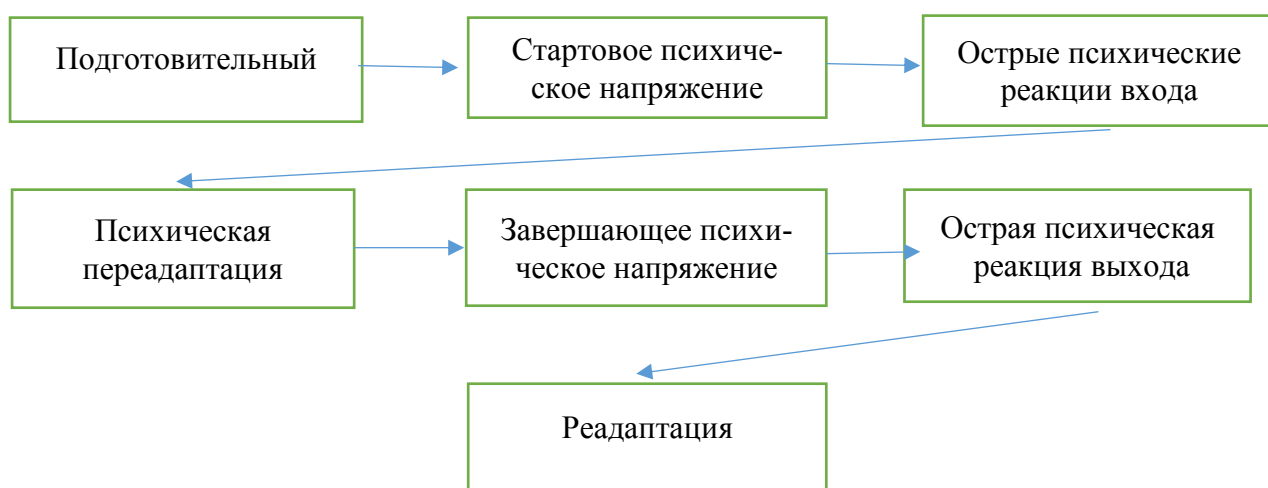 Подготовительный
Стартовое психиче-
ское напряжение
Острые психические
реакции входа
Психическая
переадаптация
Завершающее психи-
ческое напряжение
Острая психическая
реакция выхода
Реадаптация